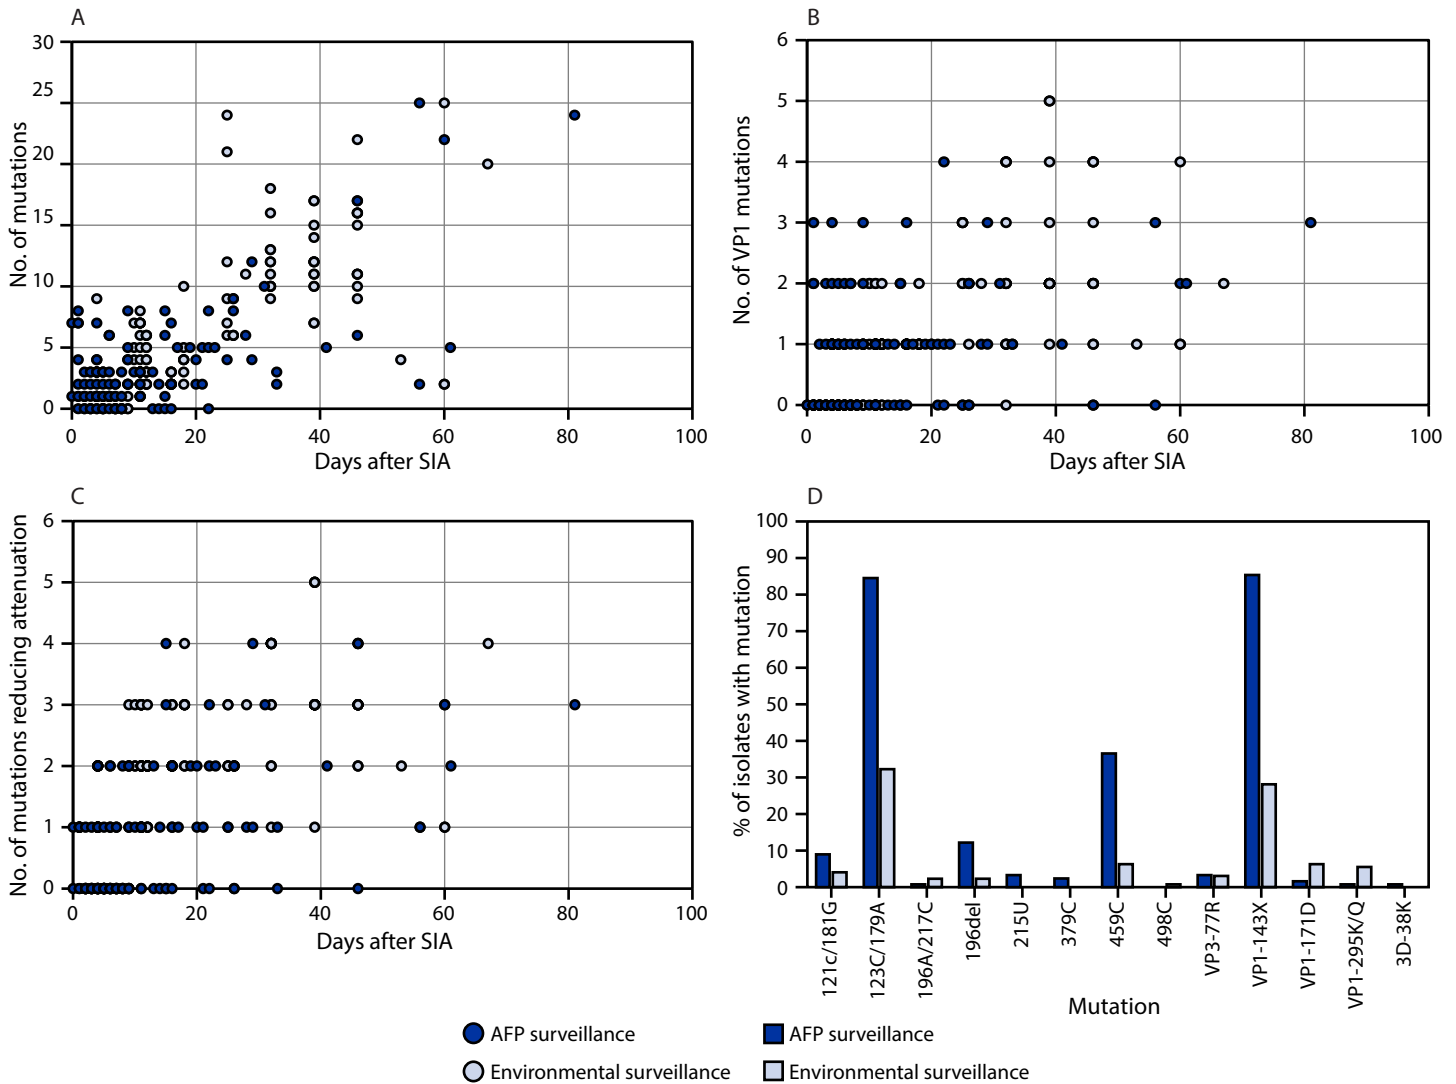 A
No. of mutations
30
25
20
15
10
5
0
0 20 40 60 80 100
Days after SIA
B
No. of VP1 mutations
6
5
4
3
2
1
0
0 20 40 60 80 100
Days after SIA
C
No. of mutations reducing attenuation
6
5
4
3
2
1
0
0 20 40 60 80 100
Days after SIA
D
% of isolates with mutation
100
90
80
70
60
50
40
30
20
10
0
121c/181G
123C/179A
196A/217C
196del
215U
379C
459C
498C
VP3-77R
VP1-143X
VP1-171D
VP1-295K/Q
3D-38K
Mutation
AFP surveillance
Environmental surveillance
AFP surveillance
Environmental surveillance